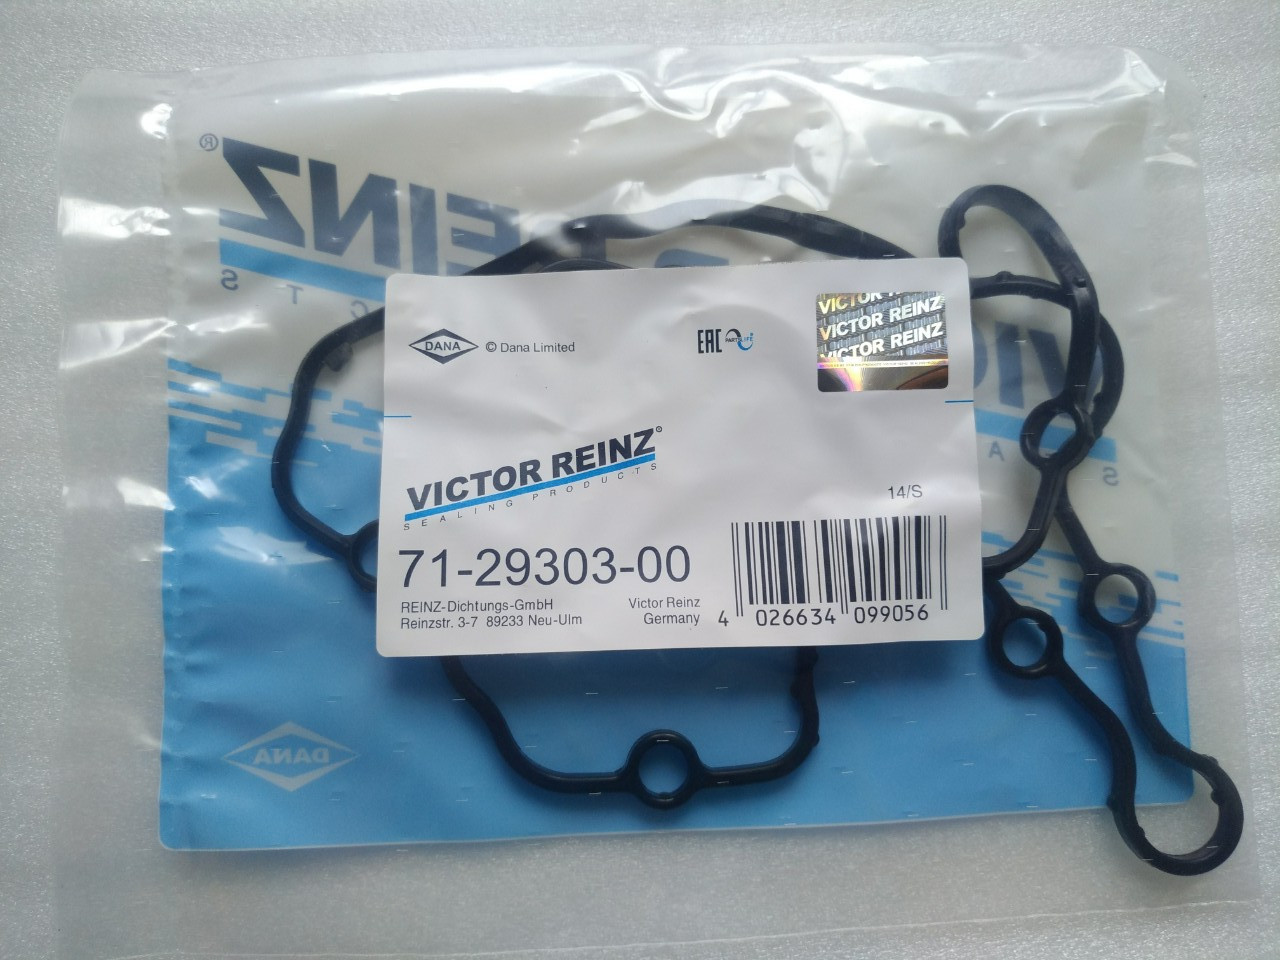 REINZ®
DANA © Dana Limited
EAC PARTSLIFE
VICTOR REINZ
VICTOR REINZ
VICTOR REINZ
VICTOR REINZ®
SEALING PRODUCTS
14/S
71-29303-00
REINZ-Dichtungs-GmbH
Reinzstr. 3-7 89233 Neu-Ulm
Victor Reinz
Germany
4 026634 099056
DANA